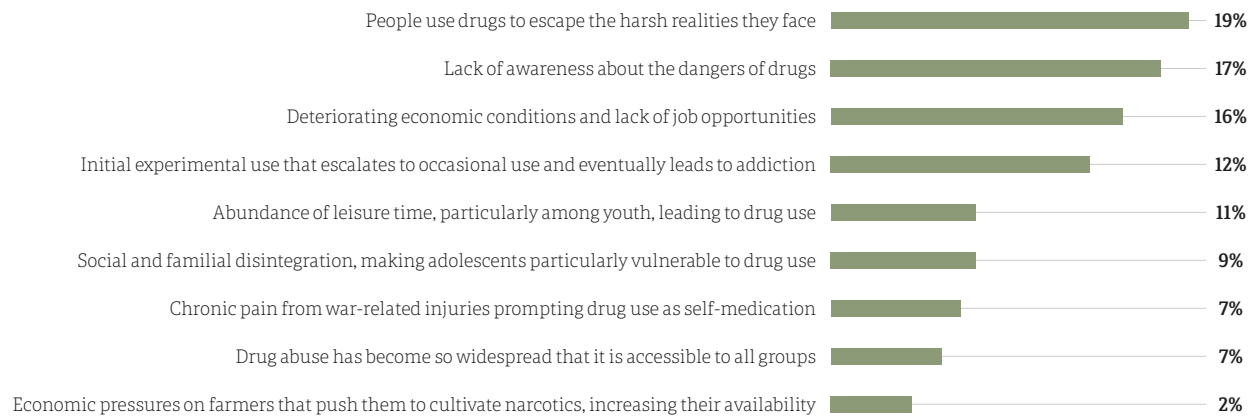 People use drugs to escape the harsh realities they face 19%
Lack of awareness about the dangers of drugs 17%
Deteriorating economic conditions and lack of job opportunities 16%
Initial experimental use that escalates to occasional use and eventually leads to addiction 12%
Abundance of leisure time, particularly among youth, leading to drug use 11%
Social and familial disintegration, making adolescents particularly vulnerable to drug use 9%
Chronic pain from war-related injuries prompting drug use as self-medication 7%
Drug abuse has become so widespread that it is accessible to all groups 7%
Economic pressures on farmers that push them to cultivate narcotics, increasing their availability 2%